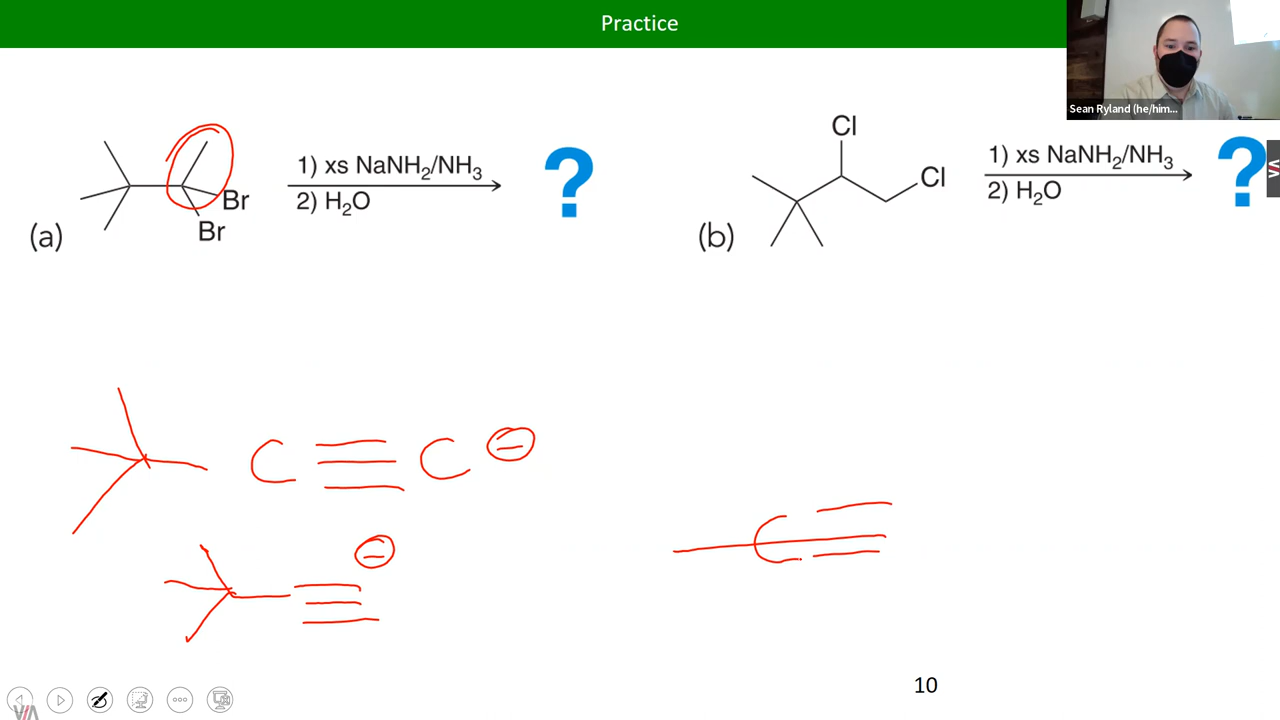 Practice
Sean Ryland (he/him...
1) xs NaNH₂/NH₃
2) H₂O
Br
Br
(a)
Cl
Cl
1) xs NaNH₂/NH₃
2) H₂O
?
?
(b)
C ≡ C ⊖
⊖
C
10